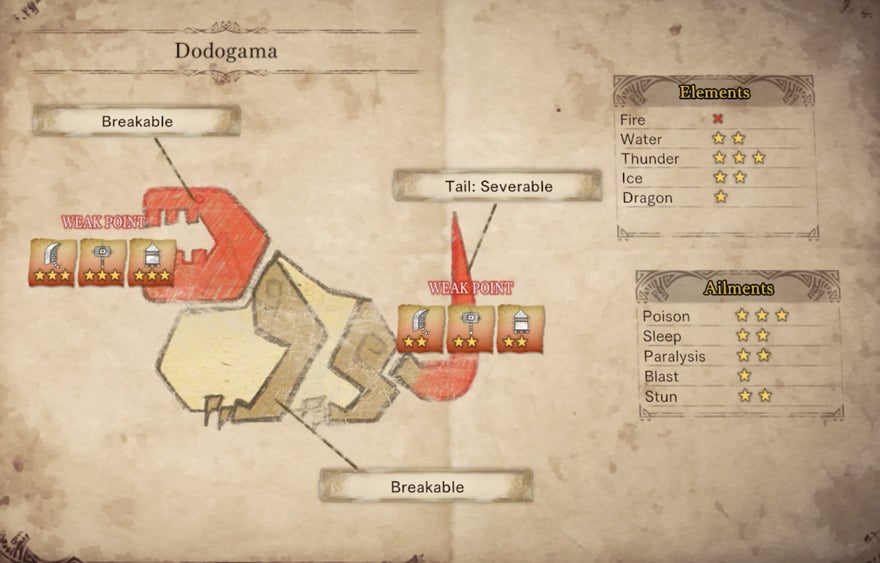 Dodogama
Breakable
WEAK POINT
Tail: Severable
WEAK POINT
Breakable
Elements
Fire
Water
Thunder
Ice
Dragon
Ailments
Poison
Sleep
Paralysis
Blast
Stun